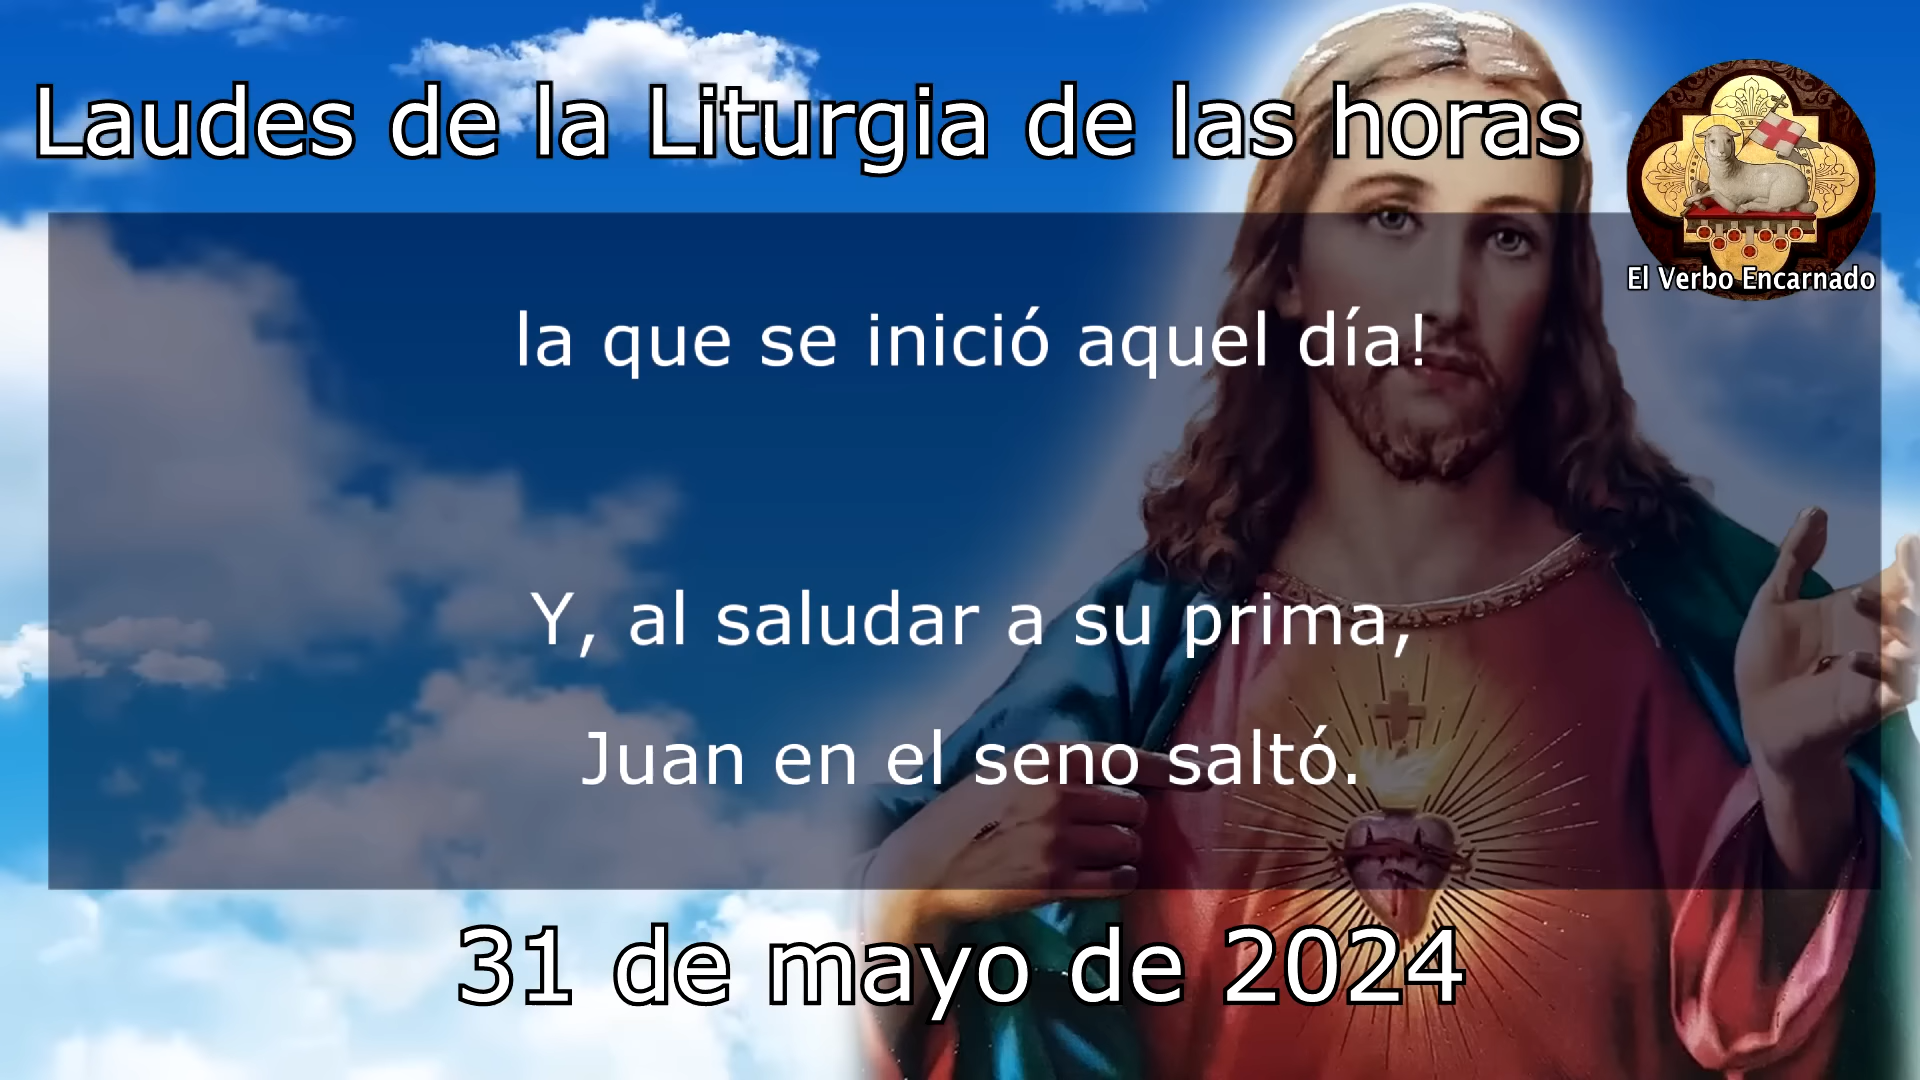 Laudes de la Liturgia de las horas
El Verbo Encarnado
la que se inició aquel día!
Y, al saludar a su prima,
Juan en el seno saltó.
31 de mayo de 2024